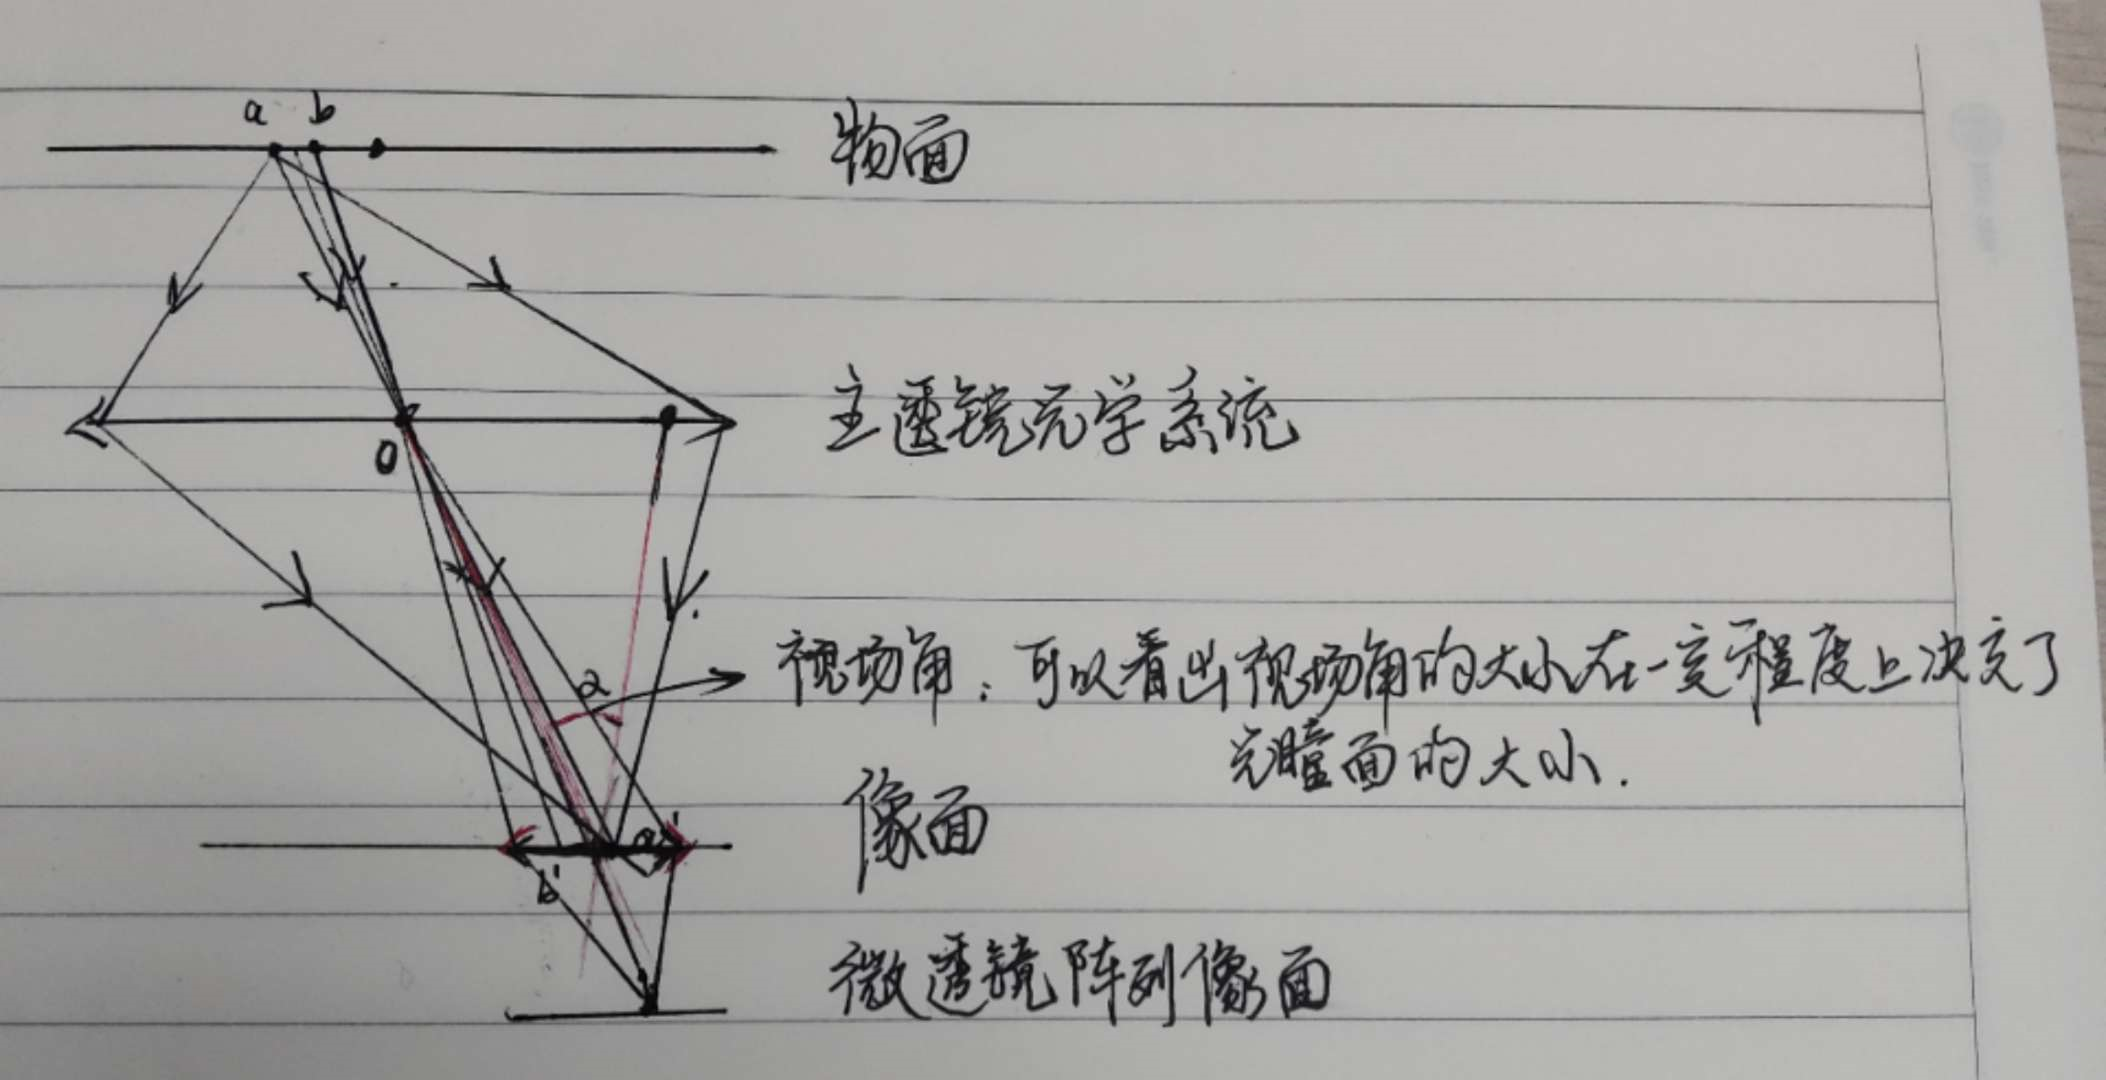 a b
物面
主透镜光学系统
O
α
视场角：可以看出视场角的大小在一定程度上决定了
光瞳面的大小.
像面
a'
b'
微透镜阵列像面